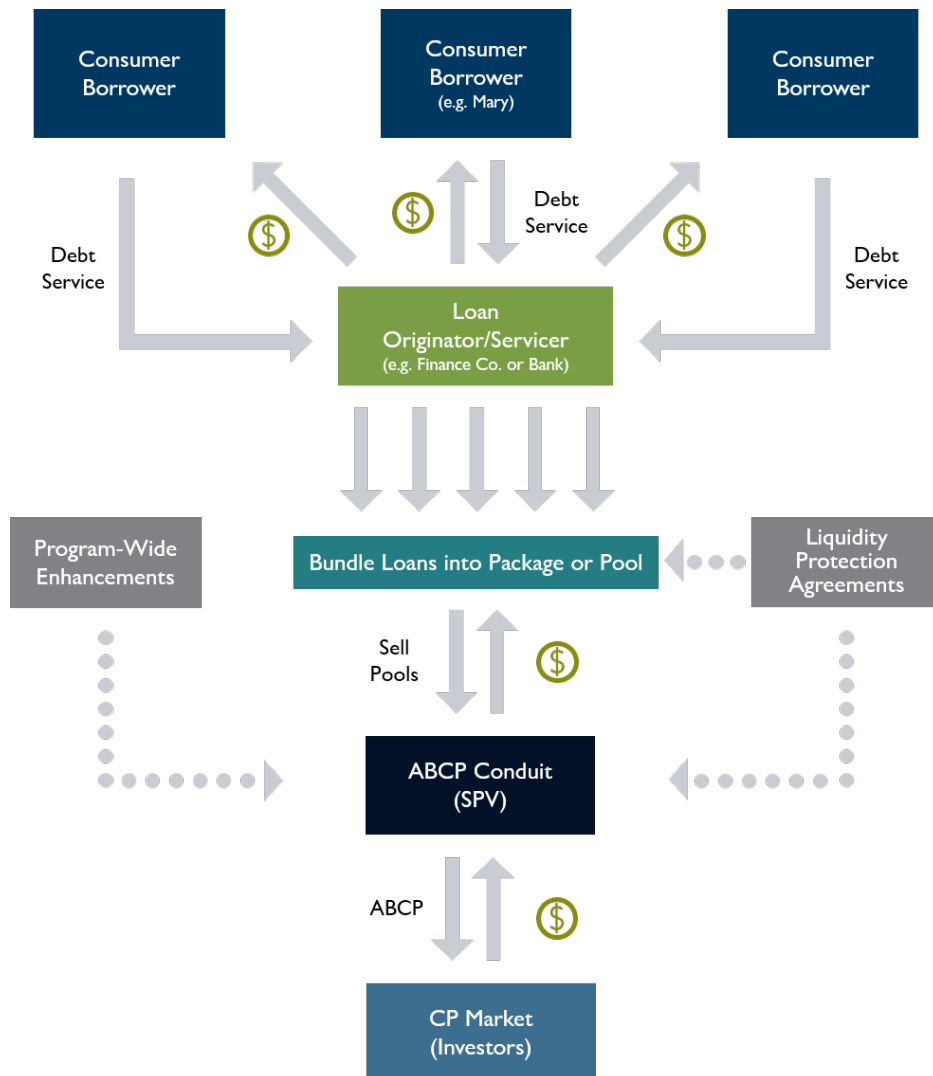 Consumer
Borrower
Consumer
Borrower
(e.g. Mary)
Consumer
Borrower
$
$
Debt
Service
$
Debt
Service
Debt
Service
Loan
Originator/Servicer
(e.g. Finance Co. or Bank)
Program-Wide
Enhancements
Bundle Loans into Package or Pool
Liquidity
Protection
Agreements
Sell
Pools
$
ABCP Conduit
(SPV)
ABCP
$
CP Market
(Investors)